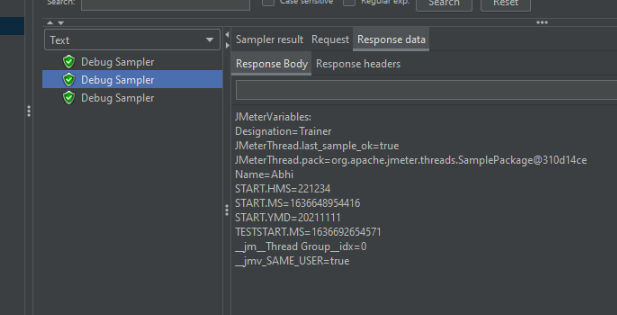 Search:
Case sensitive
Regular exp.
Search
Reset
Text
Debug Sampler
Debug Sampler
Debug Sampler
Sampler result Request Response data
Response Body Response headers
JMeterVariables:
Designation=Trainer
JMeterThread.last_sample_ok=true
JMeterThread.pack=org.apache.jmeter.threads.SamplePackage@310d14ce
Name=Abhi
START.HMS=221234
START.MS=1636648954416
START.YMD=20211111
TESTSTART.MS=1636692654571
__jm__Thread Group__idx=0
__jmv_SAME_USER=true